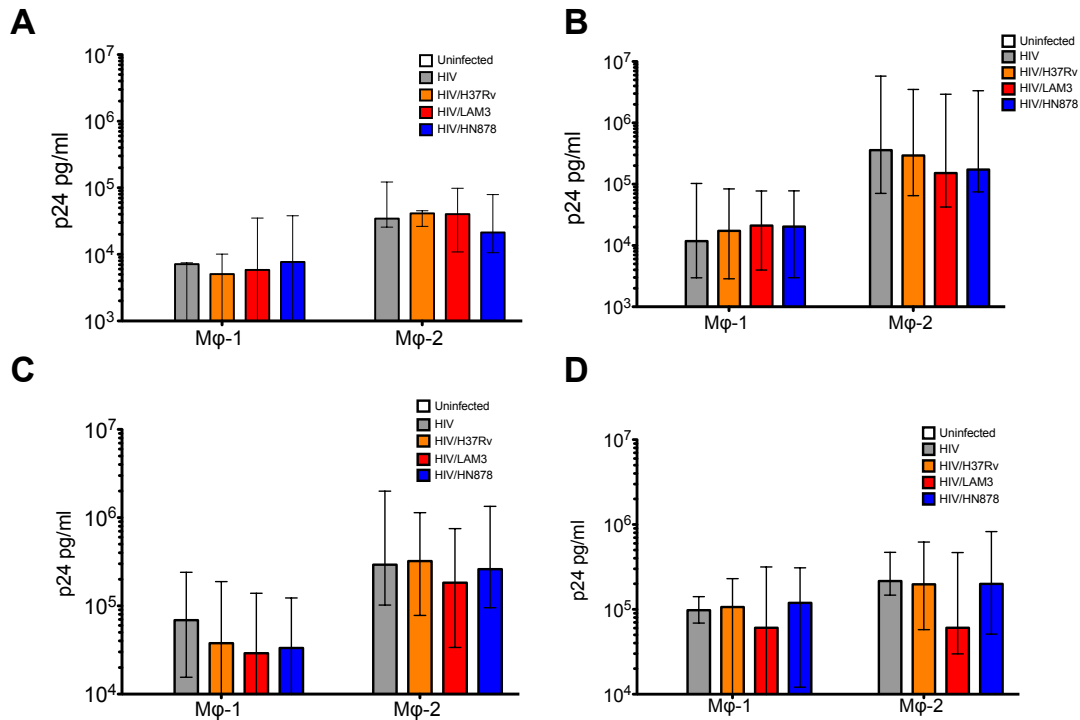 A
p24 pg/ml
10⁷
10⁶
10⁵
10⁴
10³
Uninfected
HIV
HIV/H37Rv
HIV/LAM3
HIV/HN878
Mφ-1 Mφ-2
B
p24 pg/ml
10⁷
10⁶
10⁵
10⁴
10³
Uninfected
HIV
HIV/H37Rv
HIV/LAM3
HIV/HN878
Mφ-1 Mφ-2
C
p24 pg/ml
10⁷
10⁶
10⁵
10⁴
Uninfected
HIV
HIV/H37Rv
HIV/LAM3
HIV/HN878
Mφ-1 Mφ-2
D
p24 pg/ml
10⁷
10⁶
10⁵
10⁴
Uninfected
HIV
HIV/H37Rv
HIV/LAM3
HIV/HN878
Mφ-1 Mφ-2